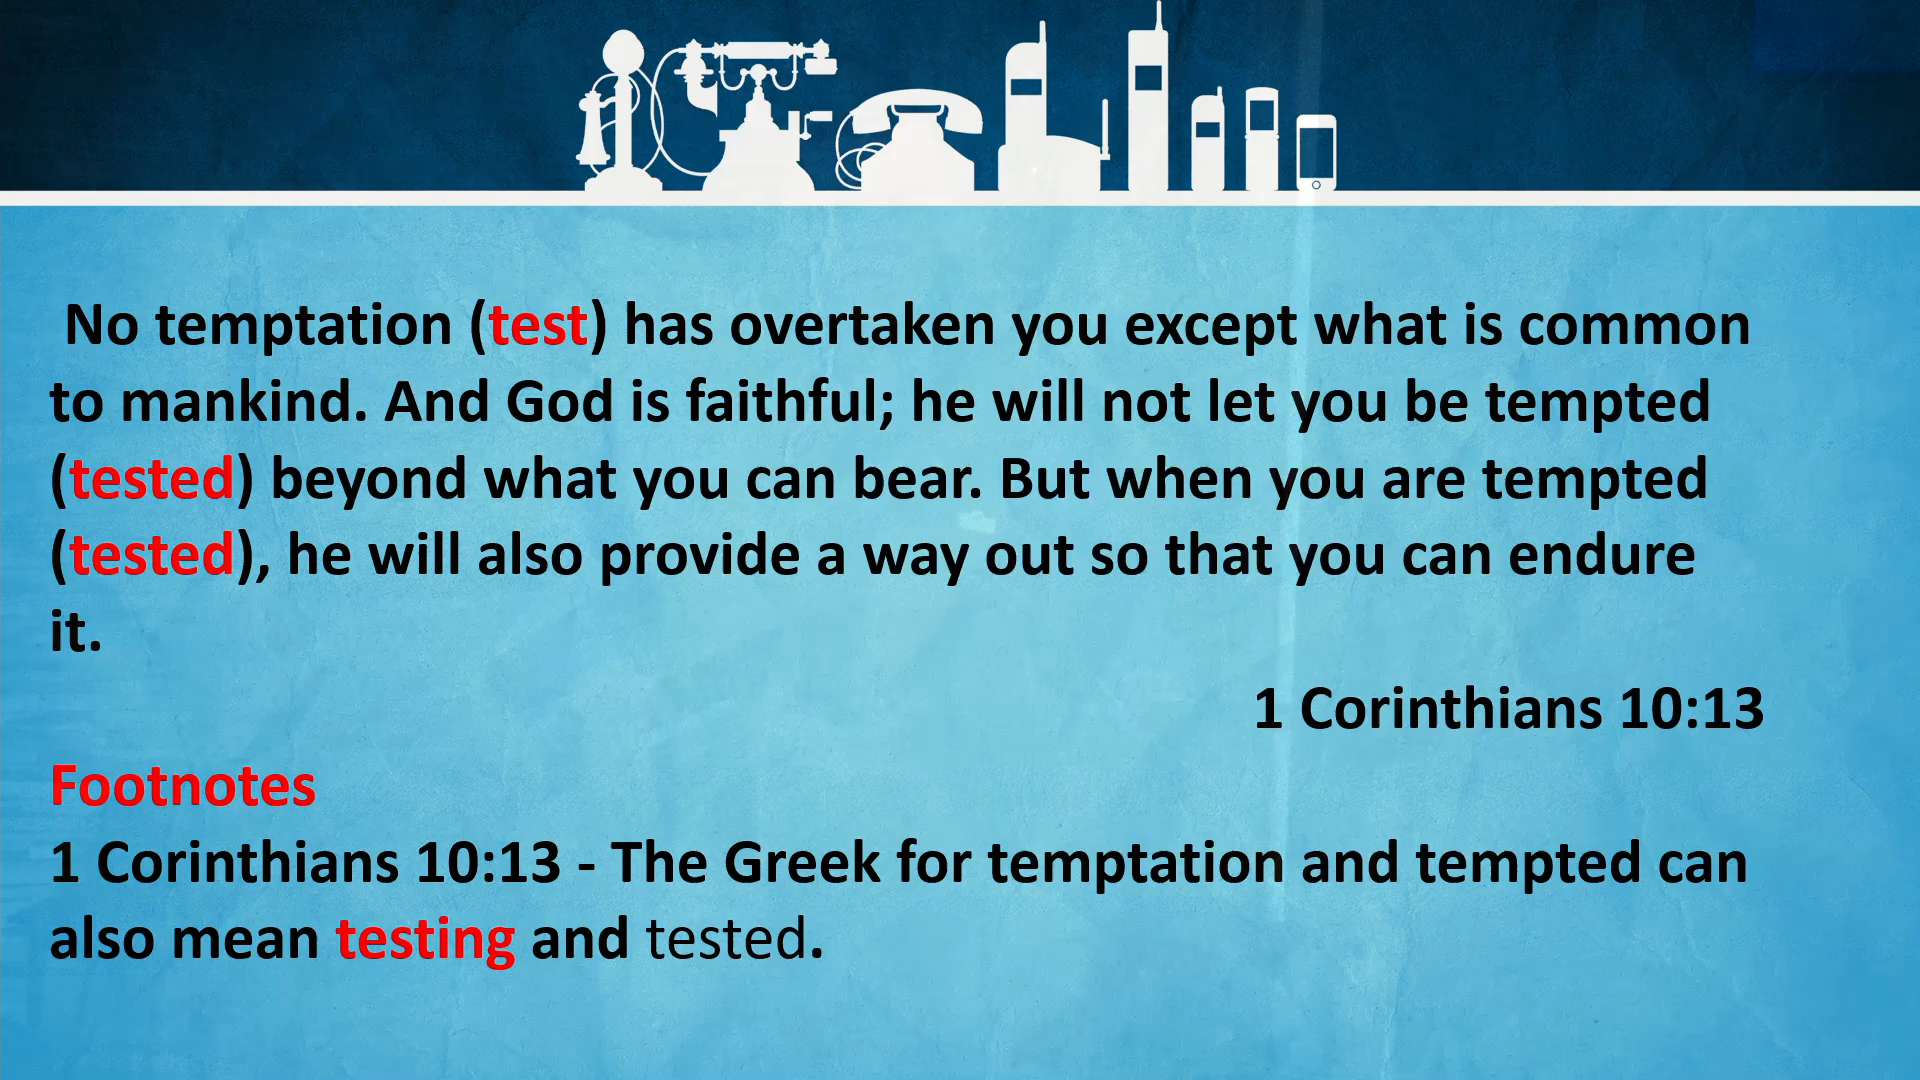 No temptation (test) has overtaken you except what is common
to mankind. And God is faithful; he will not let you be tempted
(tested) beyond what you can bear. But when you are tempted
(tested), he will also provide a way out so that you can endure
it.
1 Corinthians 10:13
Footnotes
1 Corinthians 10:13 - The Greek for temptation and tempted can
also mean testing and tested.